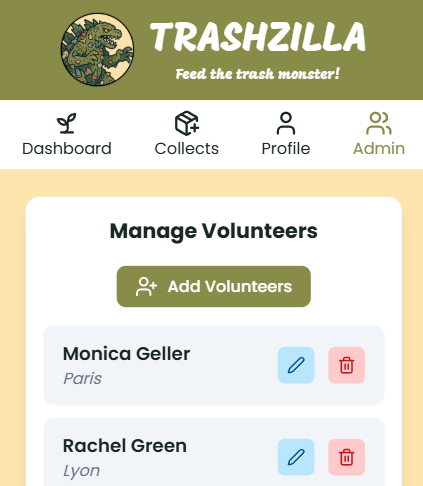 TRASHZILLA
Feed the trash monster!
Dashboard Collects Profile Admin
Manage Volunteers
Add Volunteers
Monica Geller
Paris
Rachel Green
Lyon